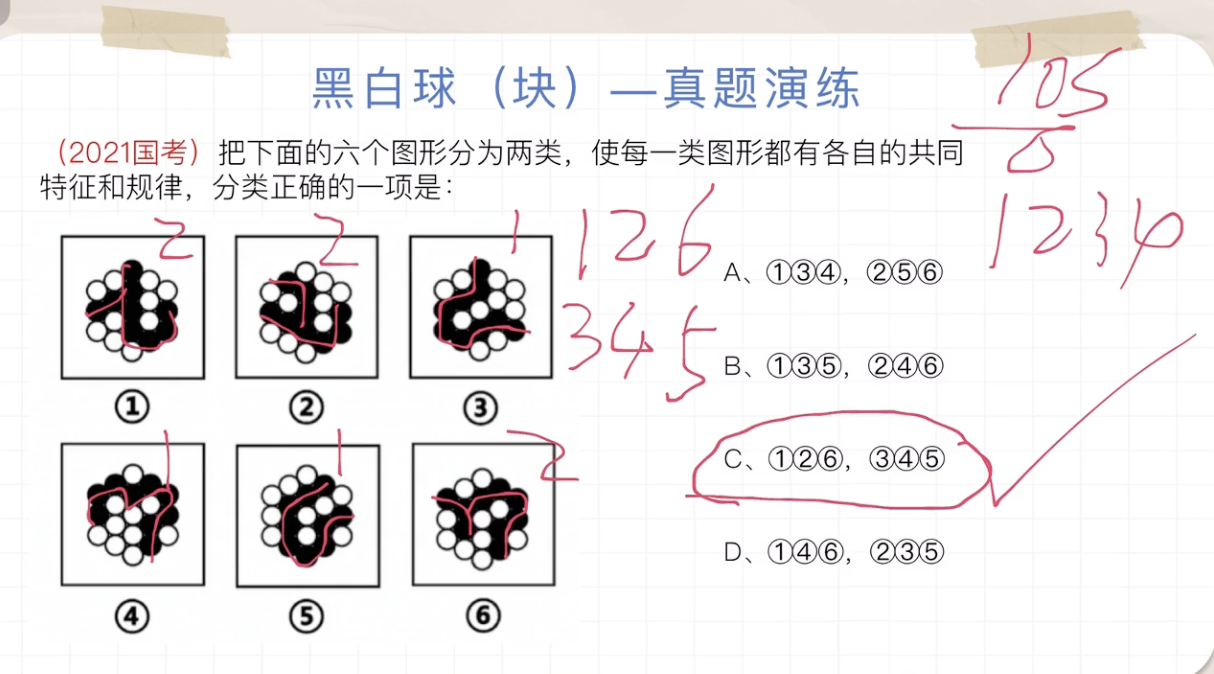 黑白球（块）—真题演练
105
0
（2021国考）把下面的六个图形分为两类，使每一类图形都有各自的共同
特征和规律，分类正确的一项是：
2 2 1
126
1234
A、①③④，②⑤⑥
345
B、①③⑤，②④⑥
① ② ③
1 1 2
C、①②⑥，③④⑤
D、①④⑥，②③⑤
④ ⑤ ⑥